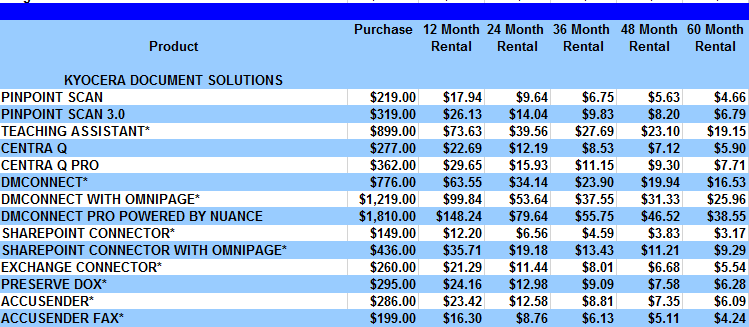 Purchase 12 Month 24 Month 36 Month 48 Month 60 Month
Product Rental Rental Rental Rental Rental
KYOCERA DOCUMENT SOLUTIONS
PINPOINT SCAN $219.00 $17.94 $9.64 $6.75 $5.63 $4.66
PINPOINT SCAN 3.0 $319.00 $26.13 $14.04 $9.83 $8.20 $6.79
TEACHING ASSISTANT* $899.00 $73.63 $39.56 $27.69 $23.10 $19.15
CENTRA Q $277.00 $22.69 $12.19 $8.53 $7.12 $5.90
CENTRA Q PRO $362.00 $29.65 $15.93 $11.15 $9.30 $7.71
DMCONNECT* $776.00 $63.55 $34.14 $23.90 $19.94 $16.53
DMCONNECT WITH OMNIPAGE* $1,219.00 $99.84 $53.64 $37.55 $31.33 $25.96
DMCONNECT PRO POWERED BY NUANCE $1,810.00 $148.24 $79.64 $55.75 $46.52 $38.55
SHAREPOINT CONNECTOR* $149.00 $12.20 $6.56 $4.59 $3.83 $3.17
SHAREPOINT CONNECTOR WITH OMNIPAGE* $436.00 $35.71 $19.18 $13.43 $11.21 $9.29
EXCHANGE CONNECTOR* $260.00 $21.29 $11.44 $8.01 $6.68 $5.54
PRESERVE DOX* $295.00 $24.16 $12.98 $9.09 $7.58 $6.28
ACCUSENDER* $286.00 $23.42 $12.58 $8.81 $7.35 $6.09
ACCUSENDER FAX* $199.00 $16.30 $8.76 $6.13 $5.11 $4.24